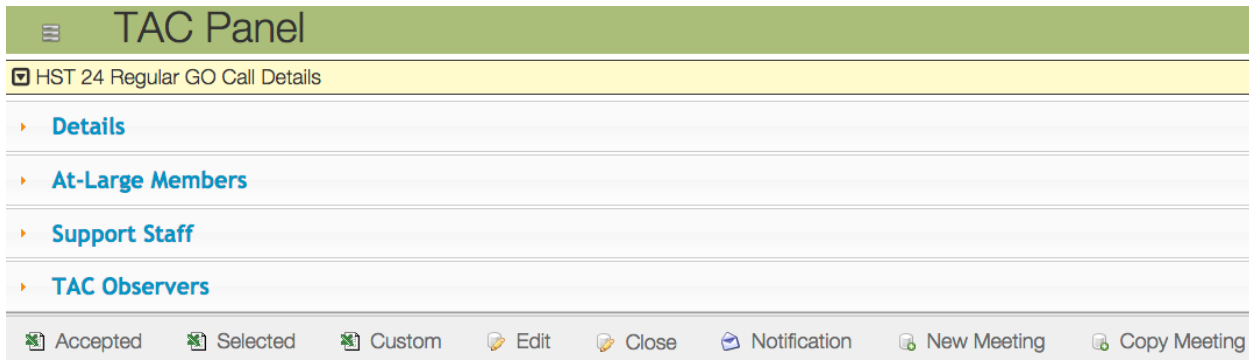 TAC Panel
HST 24 Regular GO Call Details
Details
At-Large Members
Support Staff
TAC Observers
Accepted Selected Custom Edit Close Notification New Meeting Copy Meeting